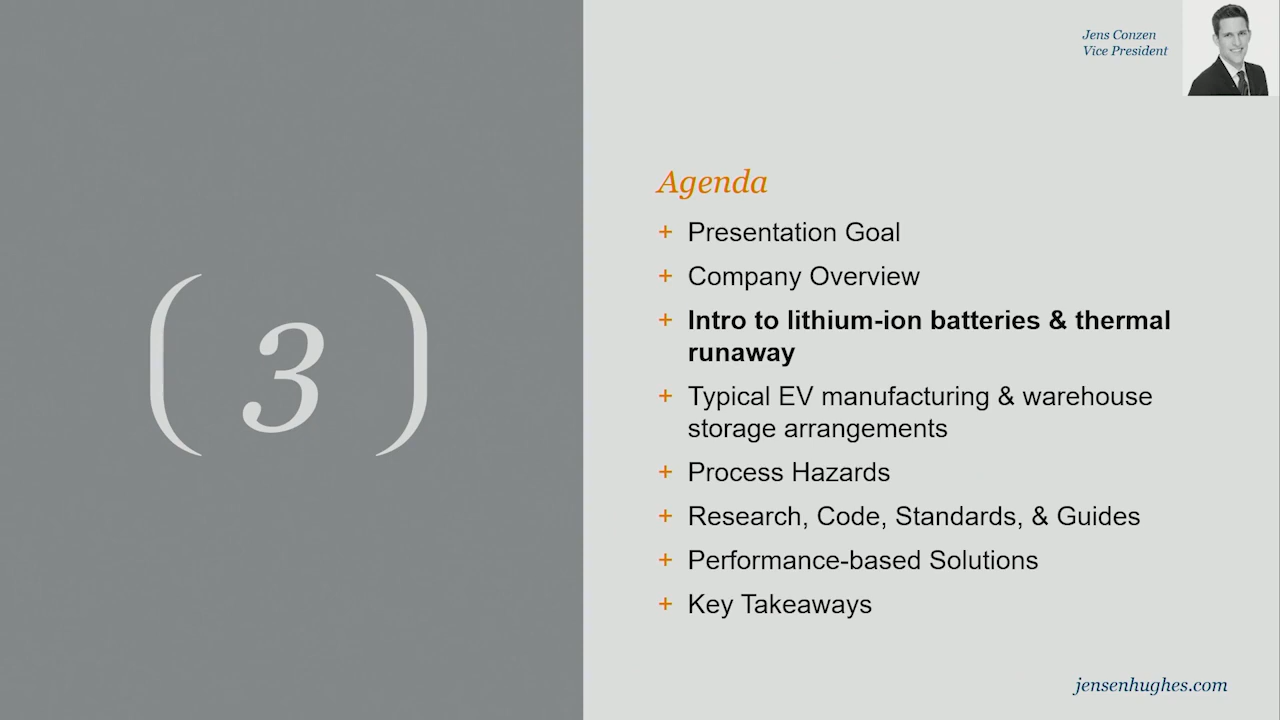 Jens Conzen
Vice President
( 3 )
Agenda
+ Presentation Goal
+ Company Overview
+ Intro to lithium-ion batteries & thermal
runaway
+ Typical EV manufacturing & warehouse
storage arrangements
+ Process Hazards
+ Research, Code, Standards, & Guides
+ Performance-based Solutions
+ Key Takeaways
jensenhughes.com